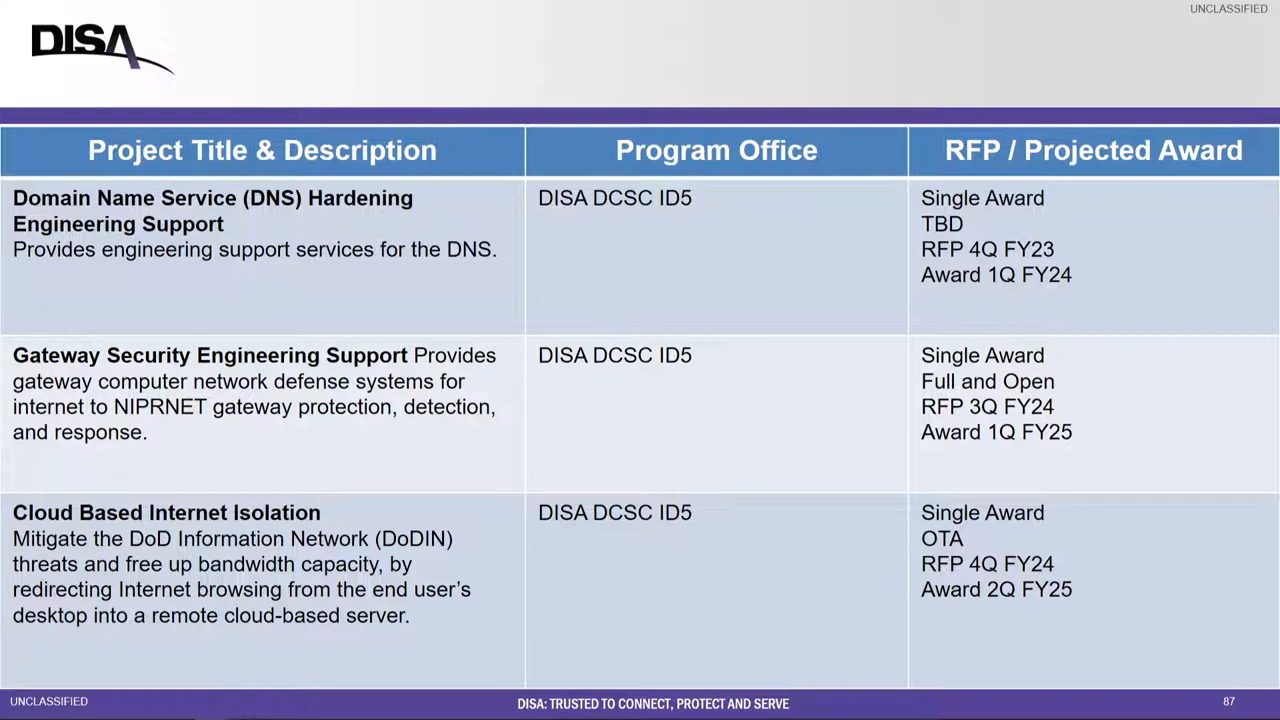 UNCLASSIFIED
DISA
Project Title & Description
Program Office
RFP / Projected Award
Domain Name Service (DNS) Hardening
Engineering Support
Provides engineering support services for the DNS.
DISA DCSC ID5
Single Award
TBD
RFP 4Q FY23
Award 1Q FY24
Gateway Security Engineering Support Provides
gateway computer network defense systems for
internet to NIPRNET gateway protection, detection,
and response.
DISA DCSC ID5
Single Award
Full and Open
RFP 3Q FY24
Award 1Q FY25
Cloud Based Internet Isolation
Mitigate the DoD Information Network (DoDIN)
threats and free up bandwidth capacity, by
redirecting Internet browsing from the end user’s
desktop into a remote cloud-based server.
DISA DCSC ID5
Single Award
OTA
RFP 4Q FY24
Award 2Q FY25
UNCLASSIFIED
DISA: TRUSTED TO CONNECT, PROTECT AND SERVE
87